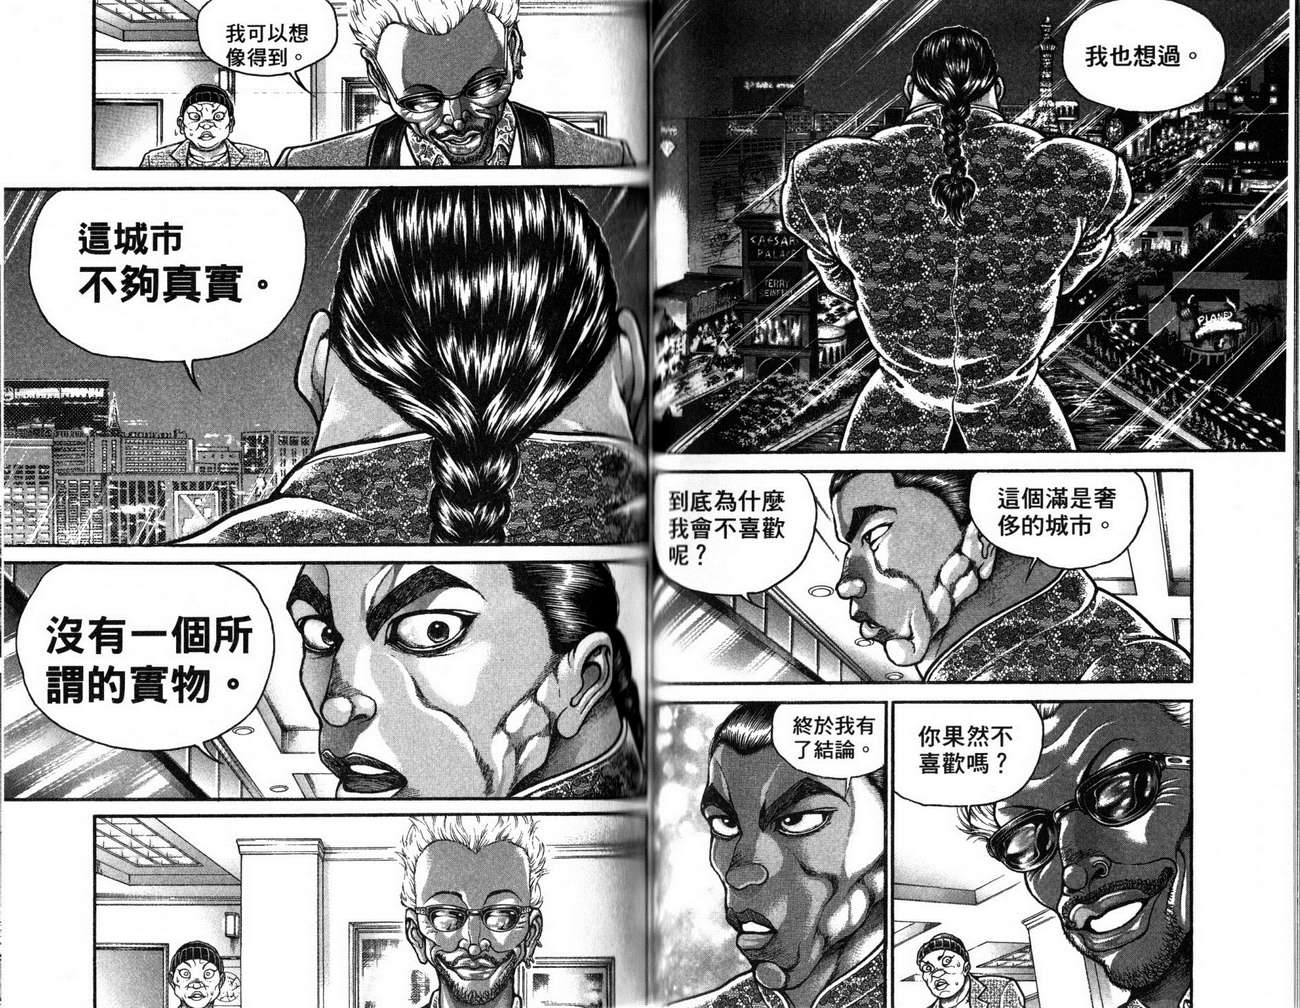 我也想過。
CAESAR
PALAC
PLANE
這個滿是奢
侈的城市。
到底為什麼
我會不喜歡
呢？
你果然不
喜歡嗎？
終於我有
了結論。
我可以想
像得到。
這城市
不夠真實。
沒有一個所
謂的實物。